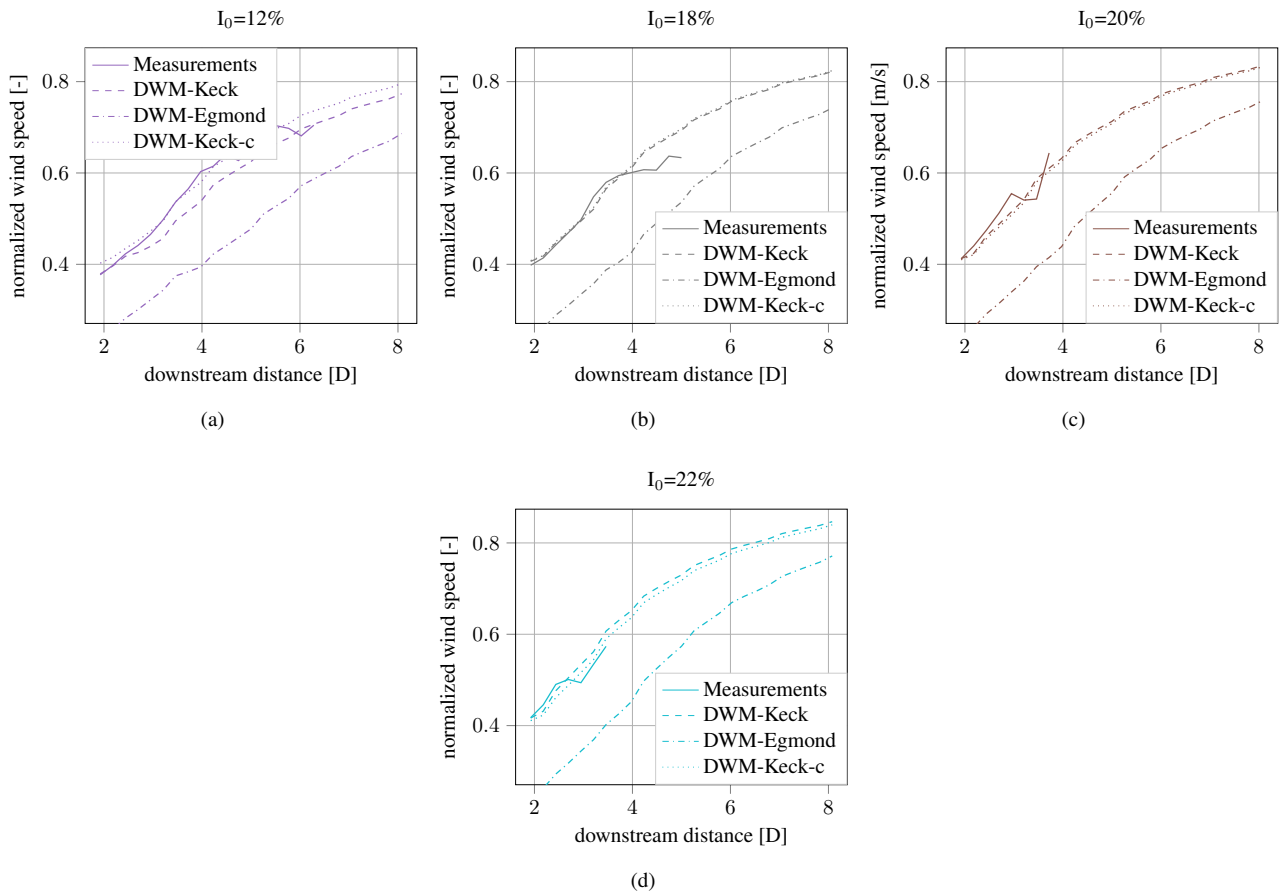 I₀=12%
normalized wind speed [-]
0.8
0.6
0.4
Measurements
DWM-Keck
DWM-Egmond
DWM-Keck-c
2 4 6 8
downstream distance [D]
(a)
I₀=18%
normalized wind speed [-]
0.8
0.6
0.4
Measurements
DWM-Keck
DWM-Egmond
DWM-Keck-c
2 4 6 8
downstream distance [D]
(b)
I₀=20%
normalized wind speed [m/s]
0.8
0.6
0.4
Measurements
DWM-Keck
DWM-Egmond
DWM-Keck-c
2 4 6 8
downstream distance [D]
(c)
I₀=22%
normalized wind speed [-]
0.8
0.6
0.4
Measurements
DWM-Keck
DWM-Egmond
DWM-Keck-c
2 4 6 8
downstream distance [D]
(d)